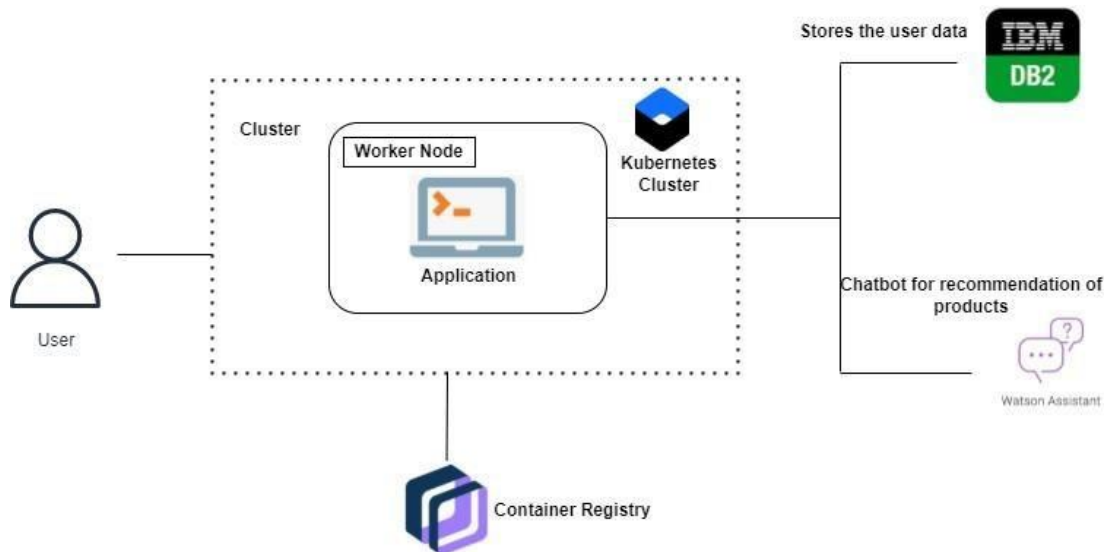 Stores the user data
IBM
DB2
Cluster
Worker Node
Kubernetes
Cluster
Application
User
Chatbot for recommendation of
products
?
Watson Assistant
Container Registry